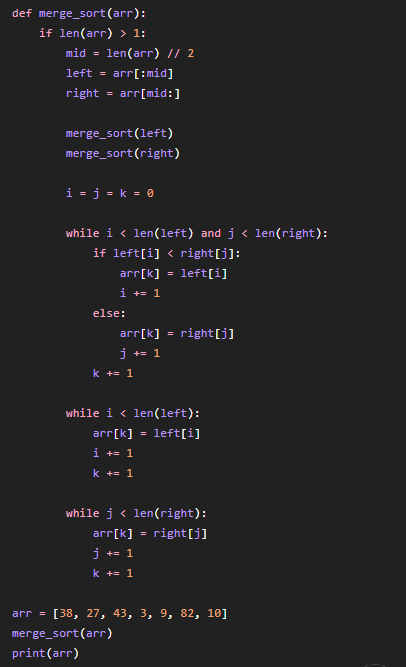 def merge_sort(arr):
    if len(arr) > 1:
        mid = len(arr) // 2
        left = arr[:mid]
        right = arr[mid:]

        merge_sort(left)
        merge_sort(right)

        i = j = k = 0

        while i < len(left) and j < len(right):
            if left[i] < right[j]:
                arr[k] = left[i]
                i += 1
            else:
                arr[k] = right[j]
                j += 1
            k += 1

        while i < len(left):
            arr[k] = left[i]
            i += 1
            k += 1

        while j < len(right):
            arr[k] = right[j]
            j += 1
            k += 1

arr = [38, 27, 43, 3, 9, 82, 10]
merge_sort(arr)
print(arr)